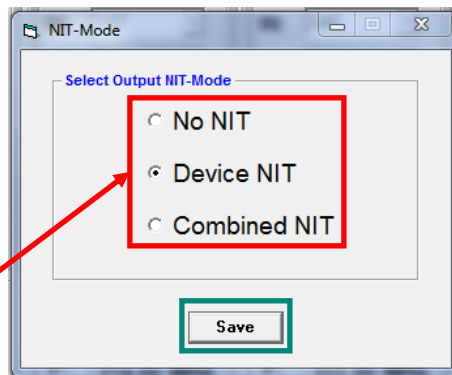 NIT-Mode
Select Output NIT-Mode
No NIT
Device NIT
Combined NIT
Save